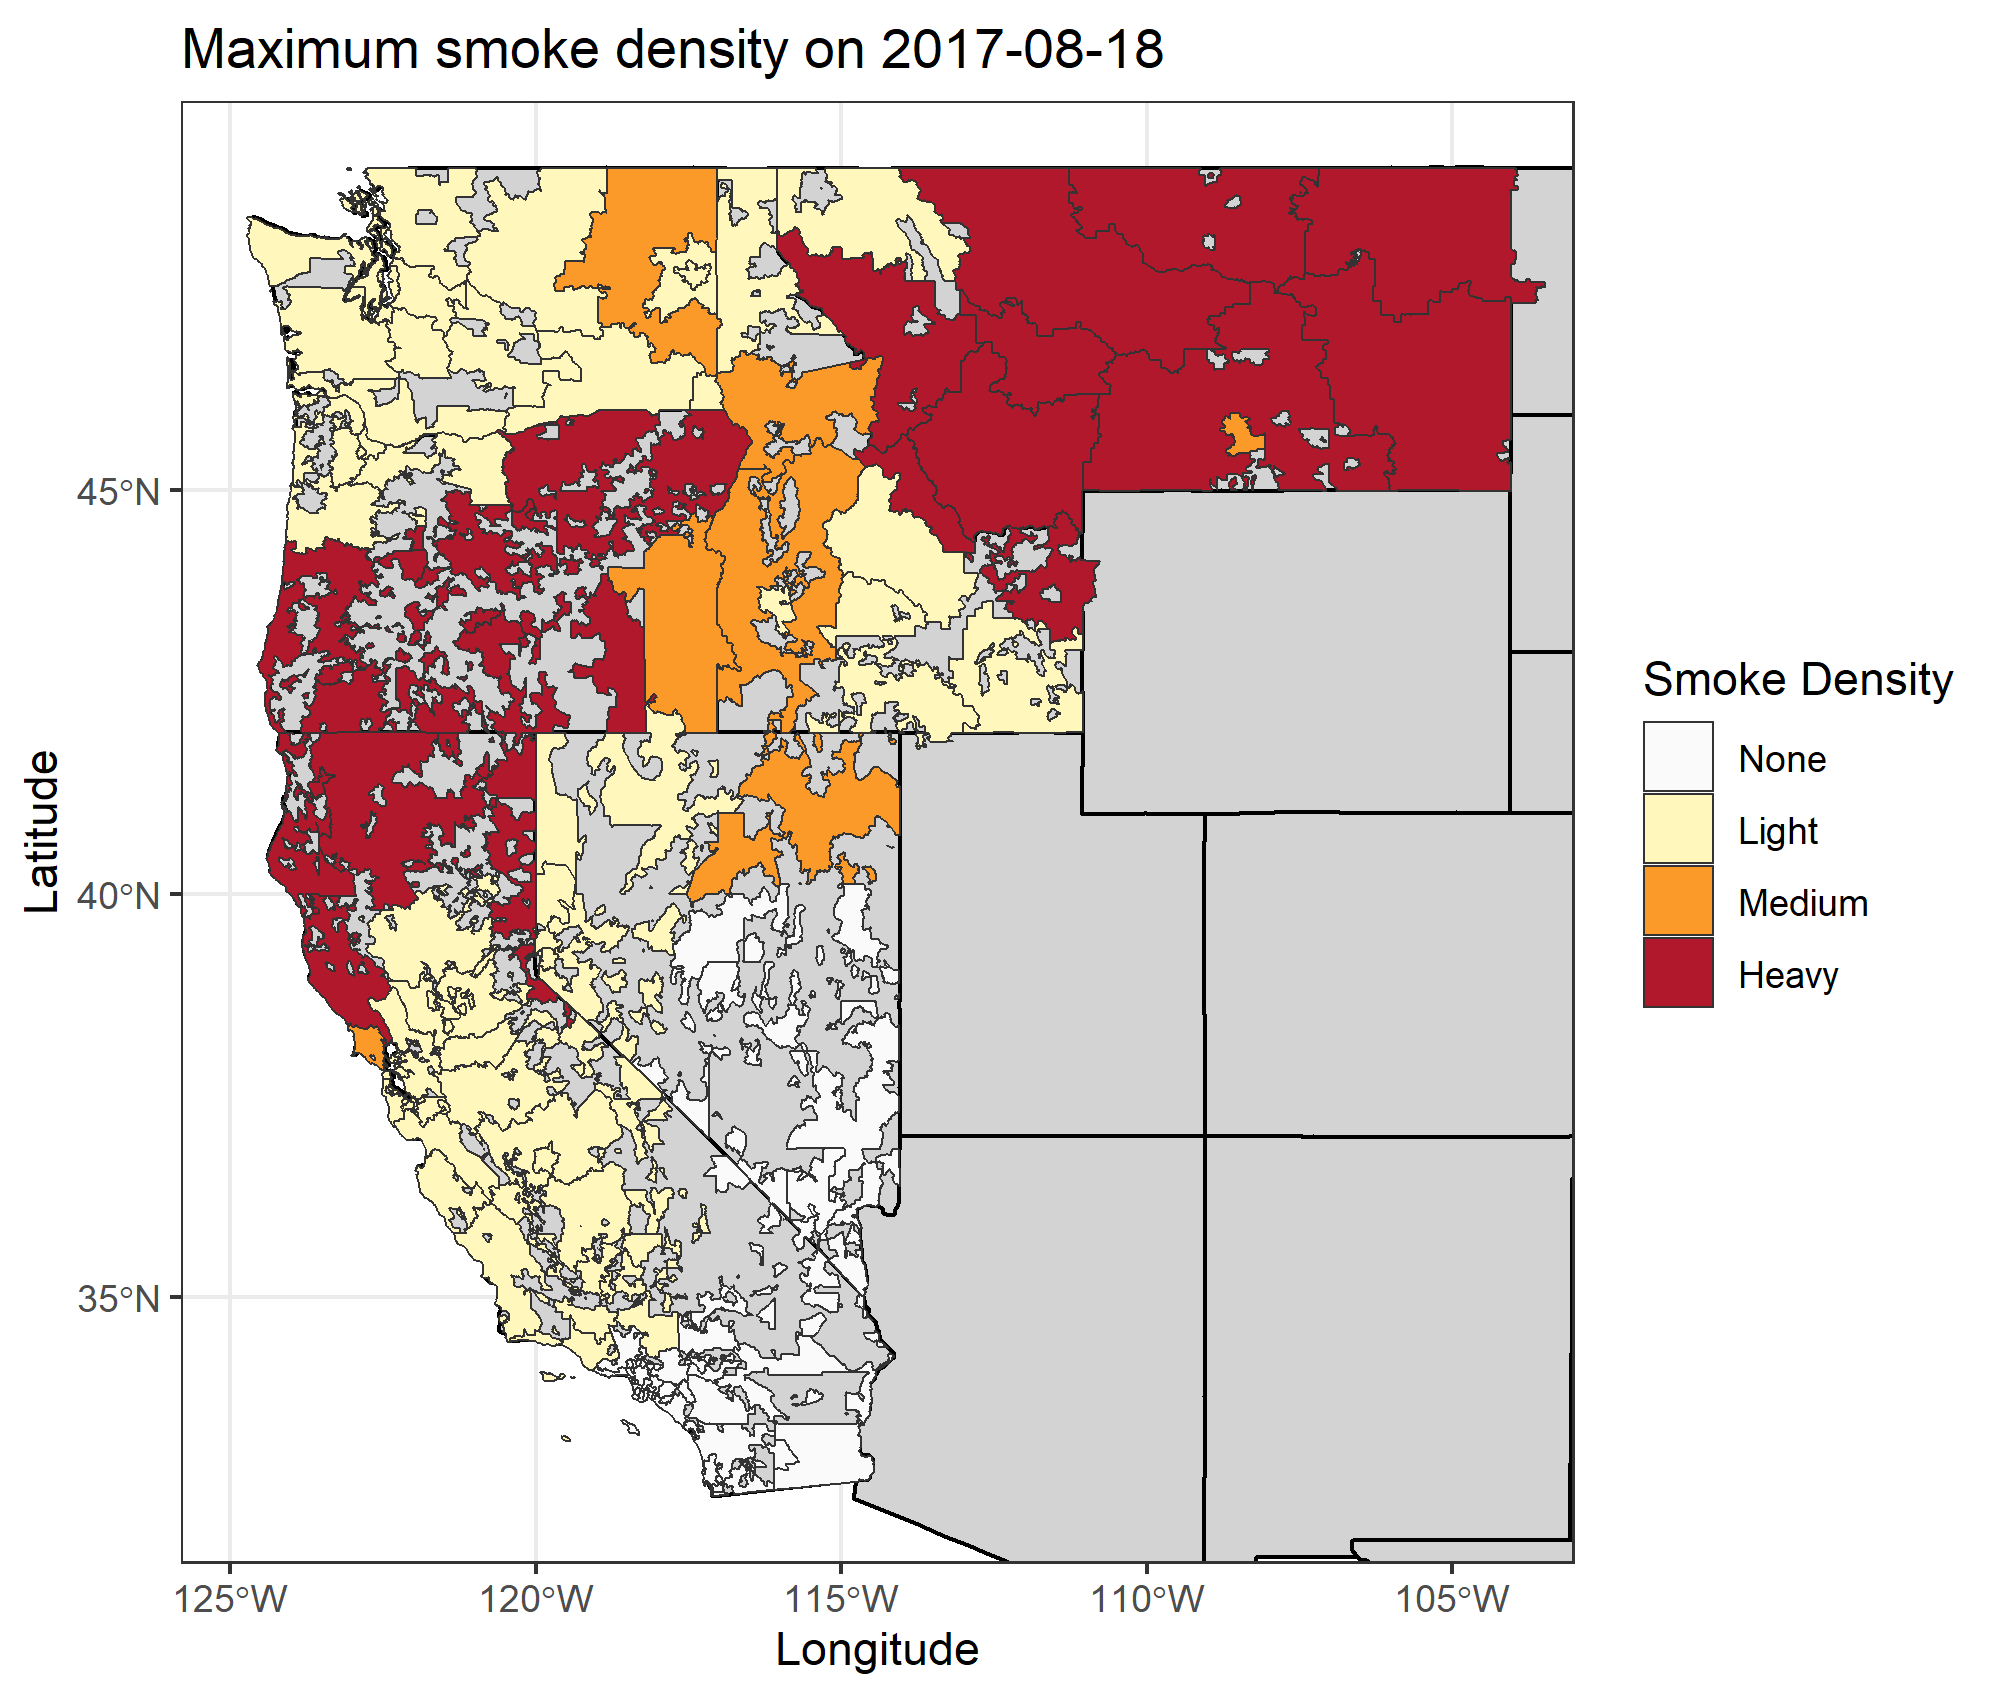 Maximum smoke density on 2017-08-18
45°N
40°N
35°N
Latitude
125°W
120°W
115°W
110°W
105°W
Longitude
Smoke Density
None
Light
Medium
Heavy